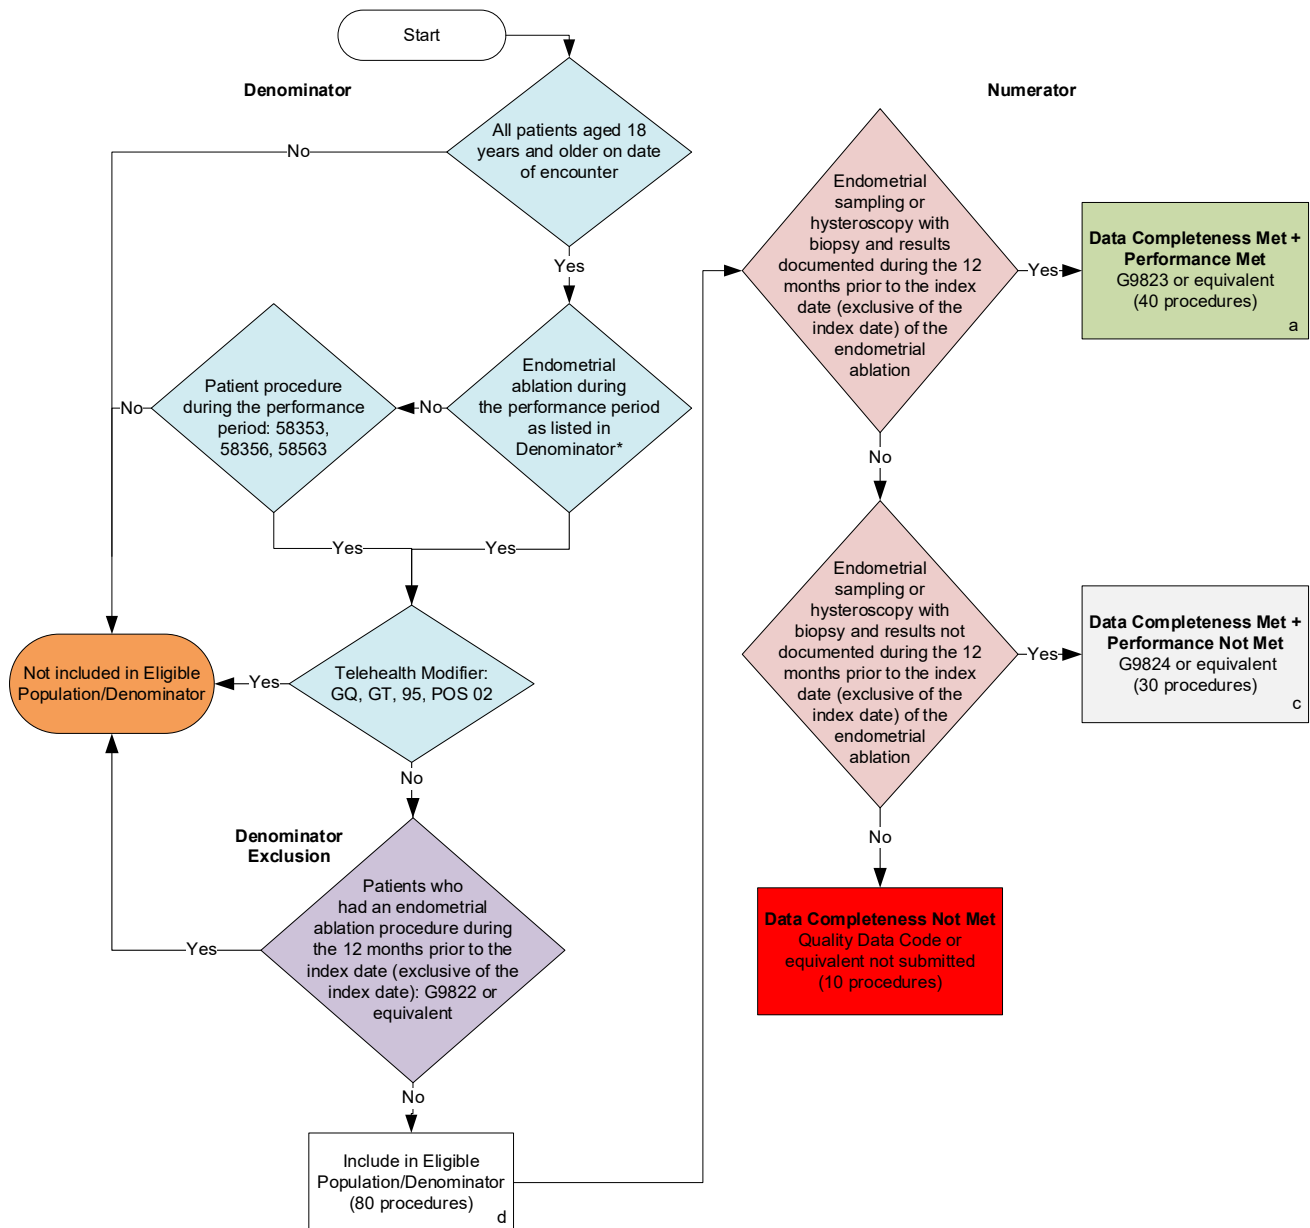 Start
Denominator
Numerator
All patients aged 18
years and older on date
of encounter
No
Yes
Endometrial
ablation during
the performance period
as listed in
Denominator*
No
Patient procedure
during the performance
period: 58353,
58356, 58563
No
Yes
Yes
Telehealth Modifier:
GQ, GT, 95, POS 02
Yes
Not included in Eligible
Population/Denominator
No
Denominator
Exclusion
Patients who
had an endometrial
ablation procedure during
the 12 months prior to the
index date (exclusive of the
index date): G9822 or
equivalent
Yes
No
Include in Eligible
Population/Denominator
(80 procedures)
d
Endometrial
sampling or
hysteroscopy with
biopsy and results
documented during the 12
months prior to the index
date (exclusive of the
index date) of the
endometrial
ablation
Yes
Data Completeness Met +
Performance Met
G9823 or equivalent
(40 procedures)
a
No
Endometrial
sampling or
hysteroscopy with
biopsy and results not
documented during the 12
months prior to the index
date (exclusive of the
index date) of the
endometrial
ablation
Yes
Data Completeness Met +
Performance Not Met
G9824 or equivalent
(30 procedures)
c
No
Data Completeness Not Met
Quality Data Code or
equivalent not submitted
(10 procedures)